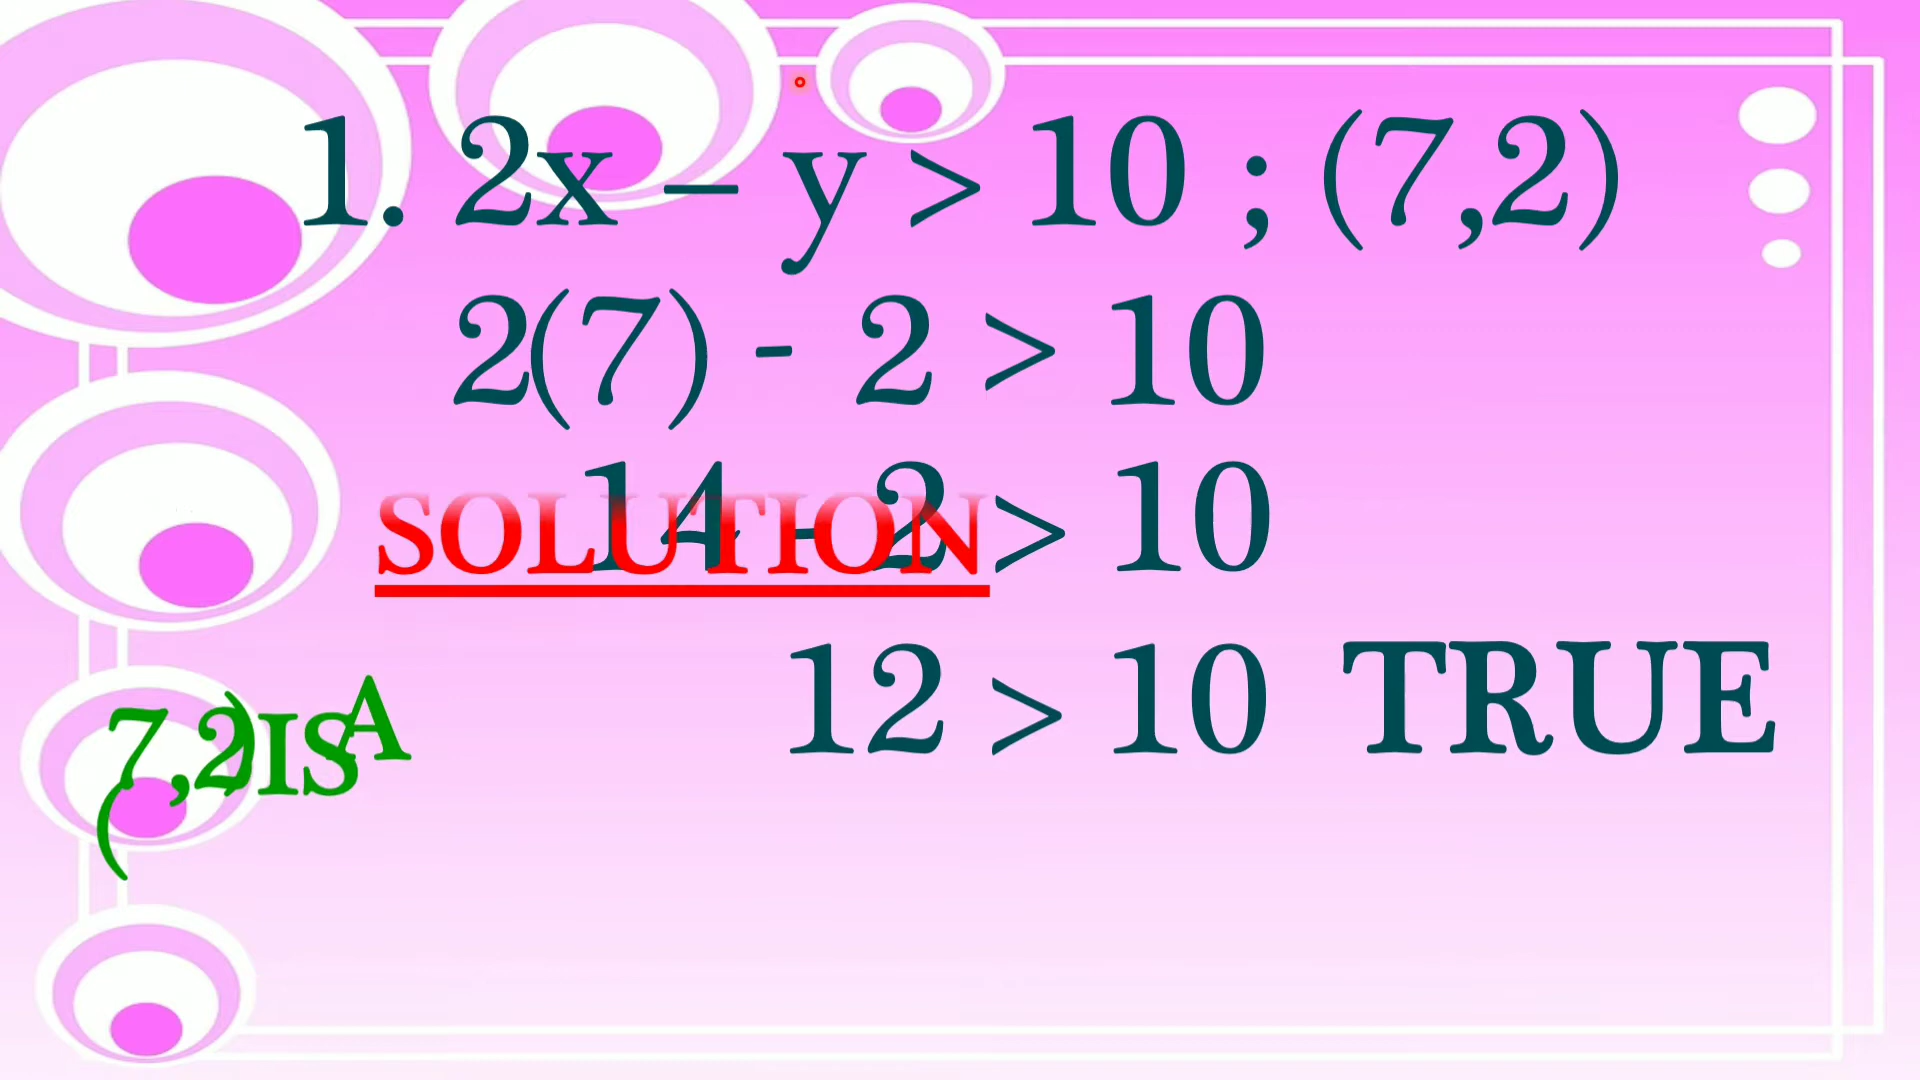 1. 2x – y > 10 ; (7,2)
2(7) - 2 > 10
14 - 2 > 10
SOLUTION
12 > 10 TRUE
(7,2) IS A